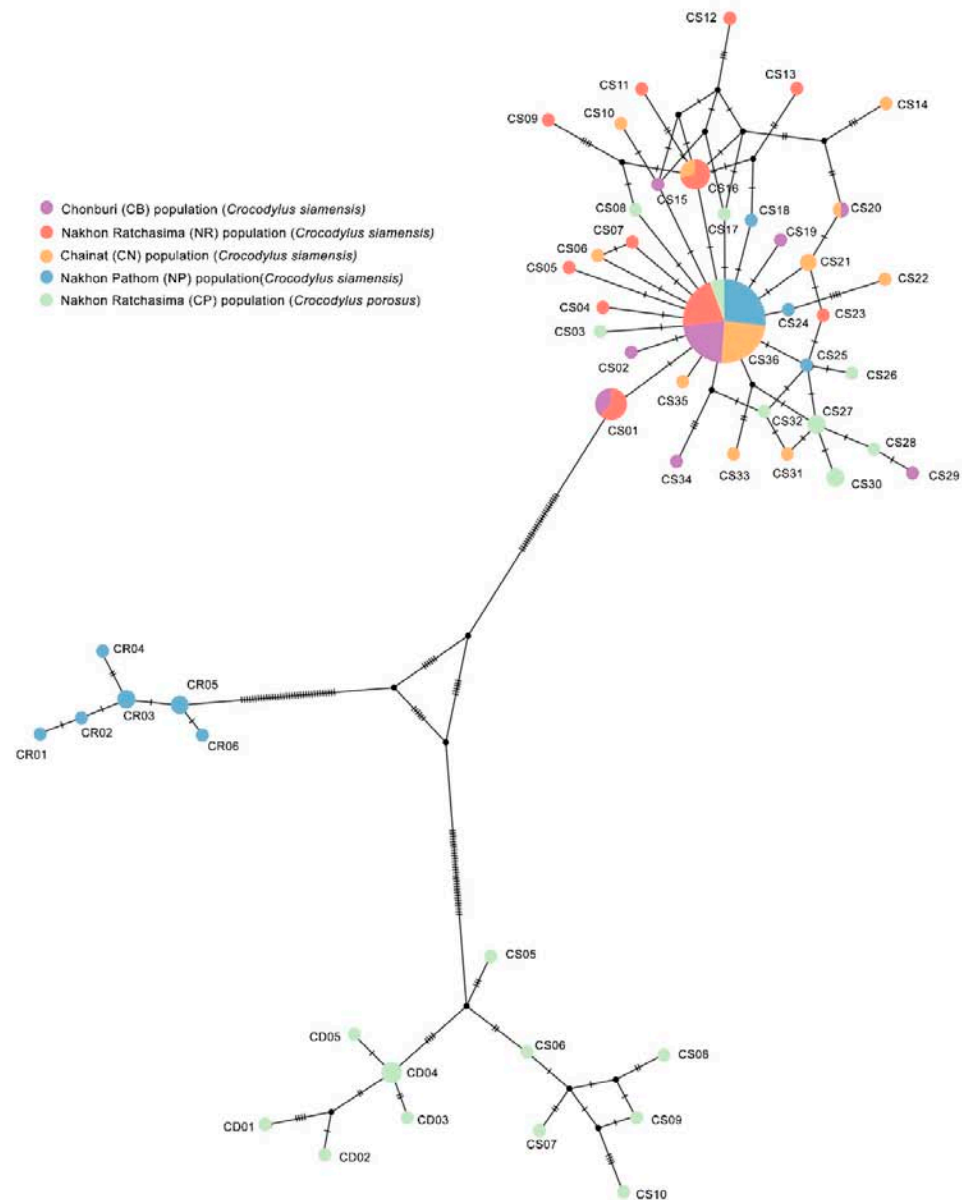 CS12
CS11
CS13
CS10
CS14
CS09
CS16
CS15
Chonburi (CB) population (Crocodylus siamensis)
CS08
CS18
CS20
CS17
Nakhon Ratchasima (NR) population (Crocodylus siamensis)
CS07
CS19
CS06
Chainat (CN) population (Crocodylus siamensis)
CS21
CS05
CS22
Nakhon Pathom (NP) population(Crocodylus siamensis)
Nakhon Ratchasima (CP) population (Crocodylus porosus)
CS04
CS24
CS23
CS03
CS36
CS25
CS02
CS26
CS35
CS01
CS32
CS27
CS28
CS34
CS33
CS31
CS30
CS29
CR04
CR05
CR03
CR02
CR01
CR06
CS05
CD05
CS06
CS08
CD04
CD03
CS09
CD01
CS07
CD02
CS10